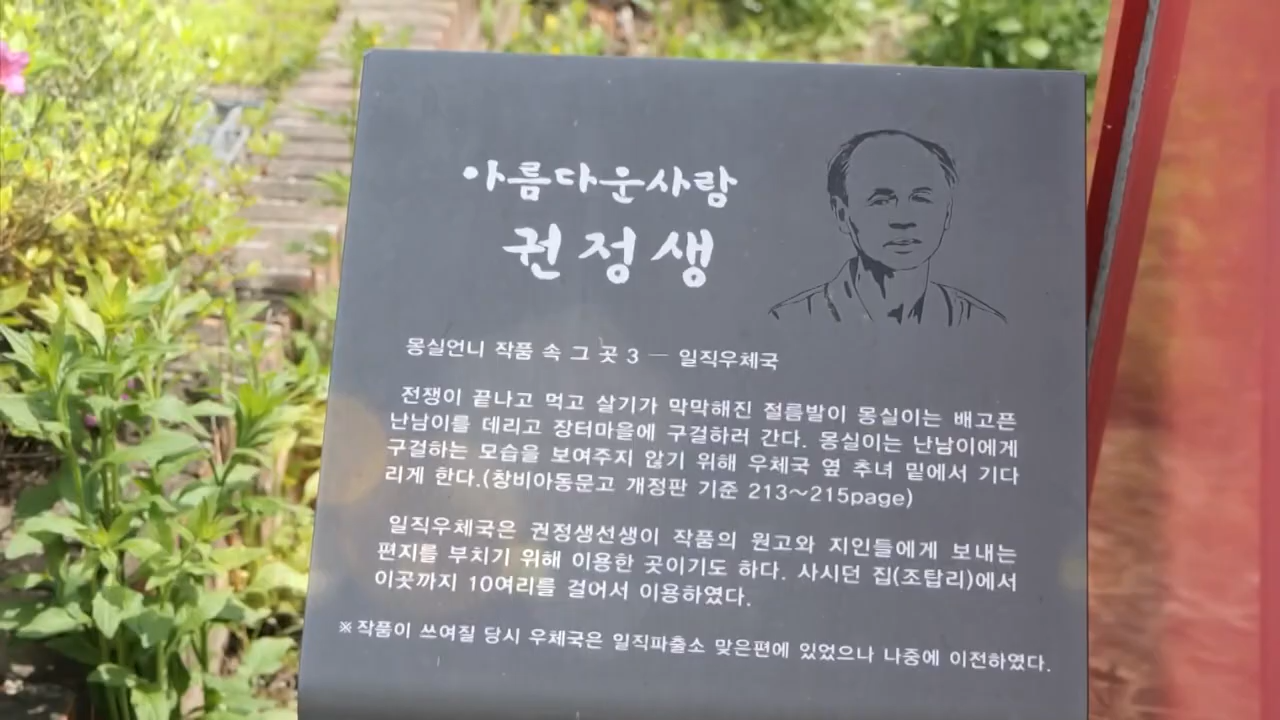 아름다운사람
권정생
몽실언니 작품 속 그 곳 3 ─ 일직우체국
전쟁이 끝나고 먹고 살기가 막막해진 절름발이 몽실이는 배고픈
난남이를 데리고 장터마을에 구걸하러 간다. 몽실이는 난남이에게
구걸하는 모습을 보여주지 않기 위해 우체국 옆 추녀 밑에서 기다
리게 한다.(창비아동문고 개정판 기준 213~215page)
일직우체국은 권정생선생이 작품의 원고와 지인들에게 보내는
편지를 부치기 위해 이용한 곳이기도 하다. 사시던 집(조탑리)에서
이곳까지 10여리를 걸어서 이용하였다.
※ 작품이 쓰여질 당시 우체국은 일직파출소 맞은편에 있었으나 나중에 이전하였다.